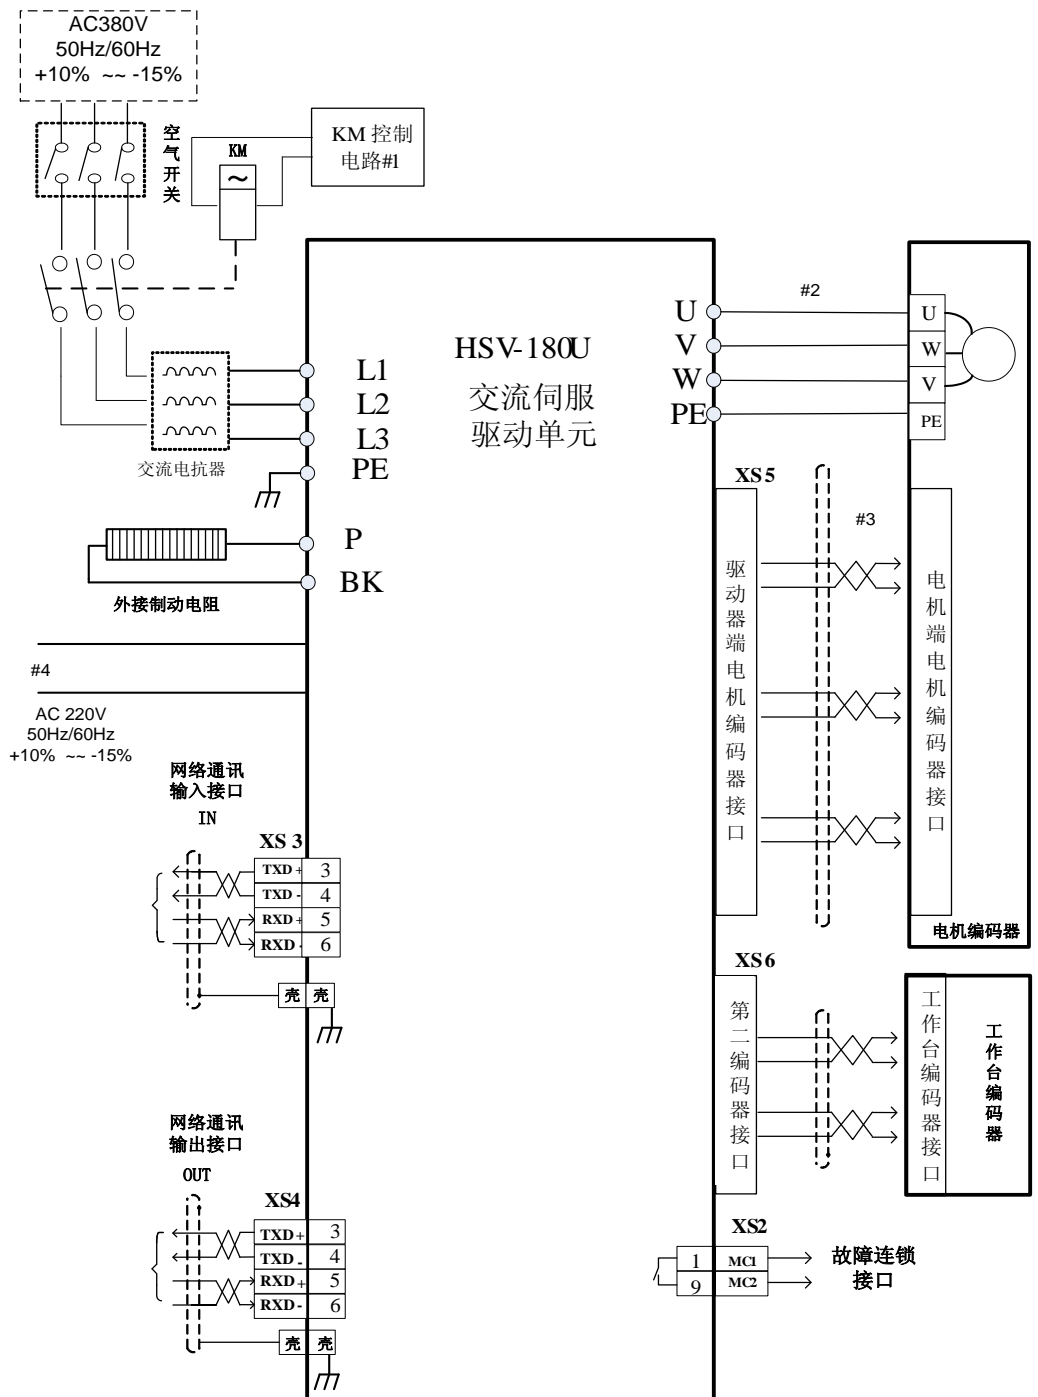 AC380V
50Hz/60Hz
+10% ~~ -15%
空气开关
KM
~
KM 控制
电路#1
HSV-180U
交流伺服
驱动单元
L1
L2
L3
PE
交流电抗器
P
BK
外接制动电阻
#4
AC 220V
50Hz/60Hz
+10% ~~ -15%
U
V
W
PE
#2
U
W
V
PE
XS5
#3
驱动器端电机编码器接口
电机端电机编码器接口
电机编码器
网络通讯
输入接口
IN
XS 3
TXD+ 3
TXD- 4
RXD+ 5
RXD- 6
壳 壳
XS6
第二编码器接口
工作台编码器接口
工作台编码器
网络通讯
输出接口
OUT
XS4
TXD+ 3
TXD- 4
RXD+ 5
RXD- 6
壳 壳
XS2
1 MC1
9 MC2
故障连锁
接口